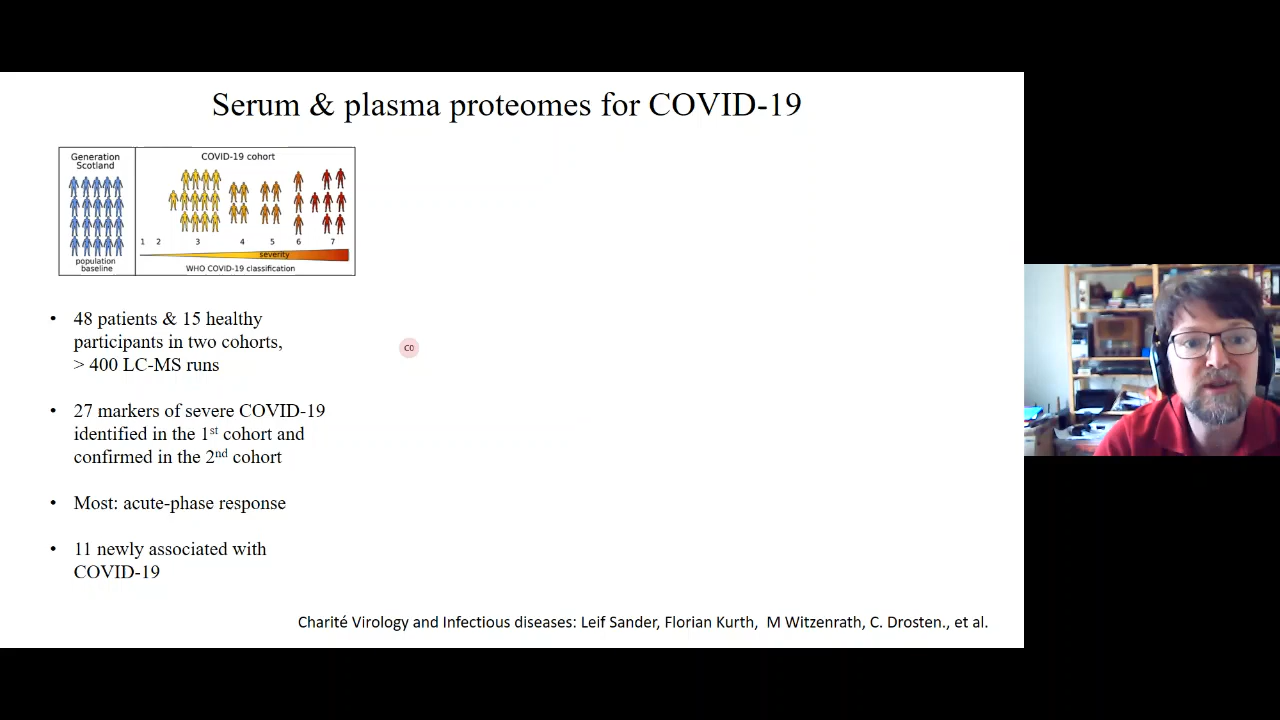 Serum & plasma proteomes for COVID-19
Generation
Scotland
population
baseline
COVID-19 cohort
1 2 3 4 5 6 7
severity
WHO COVID-19 classification
• 48 patients & 15 healthy
participants in two cohorts,
> 400 LC-MS runs
• 27 markers of severe COVID-19
identified in the 1st cohort and
confirmed in the 2nd cohort
• Most: acute-phase response
• 11 newly associated with
COVID-19
CO
Charité Virology and Infectious diseases: Leif Sander, Florian Kurth, M Witzenrath, C. Drosten., et al.